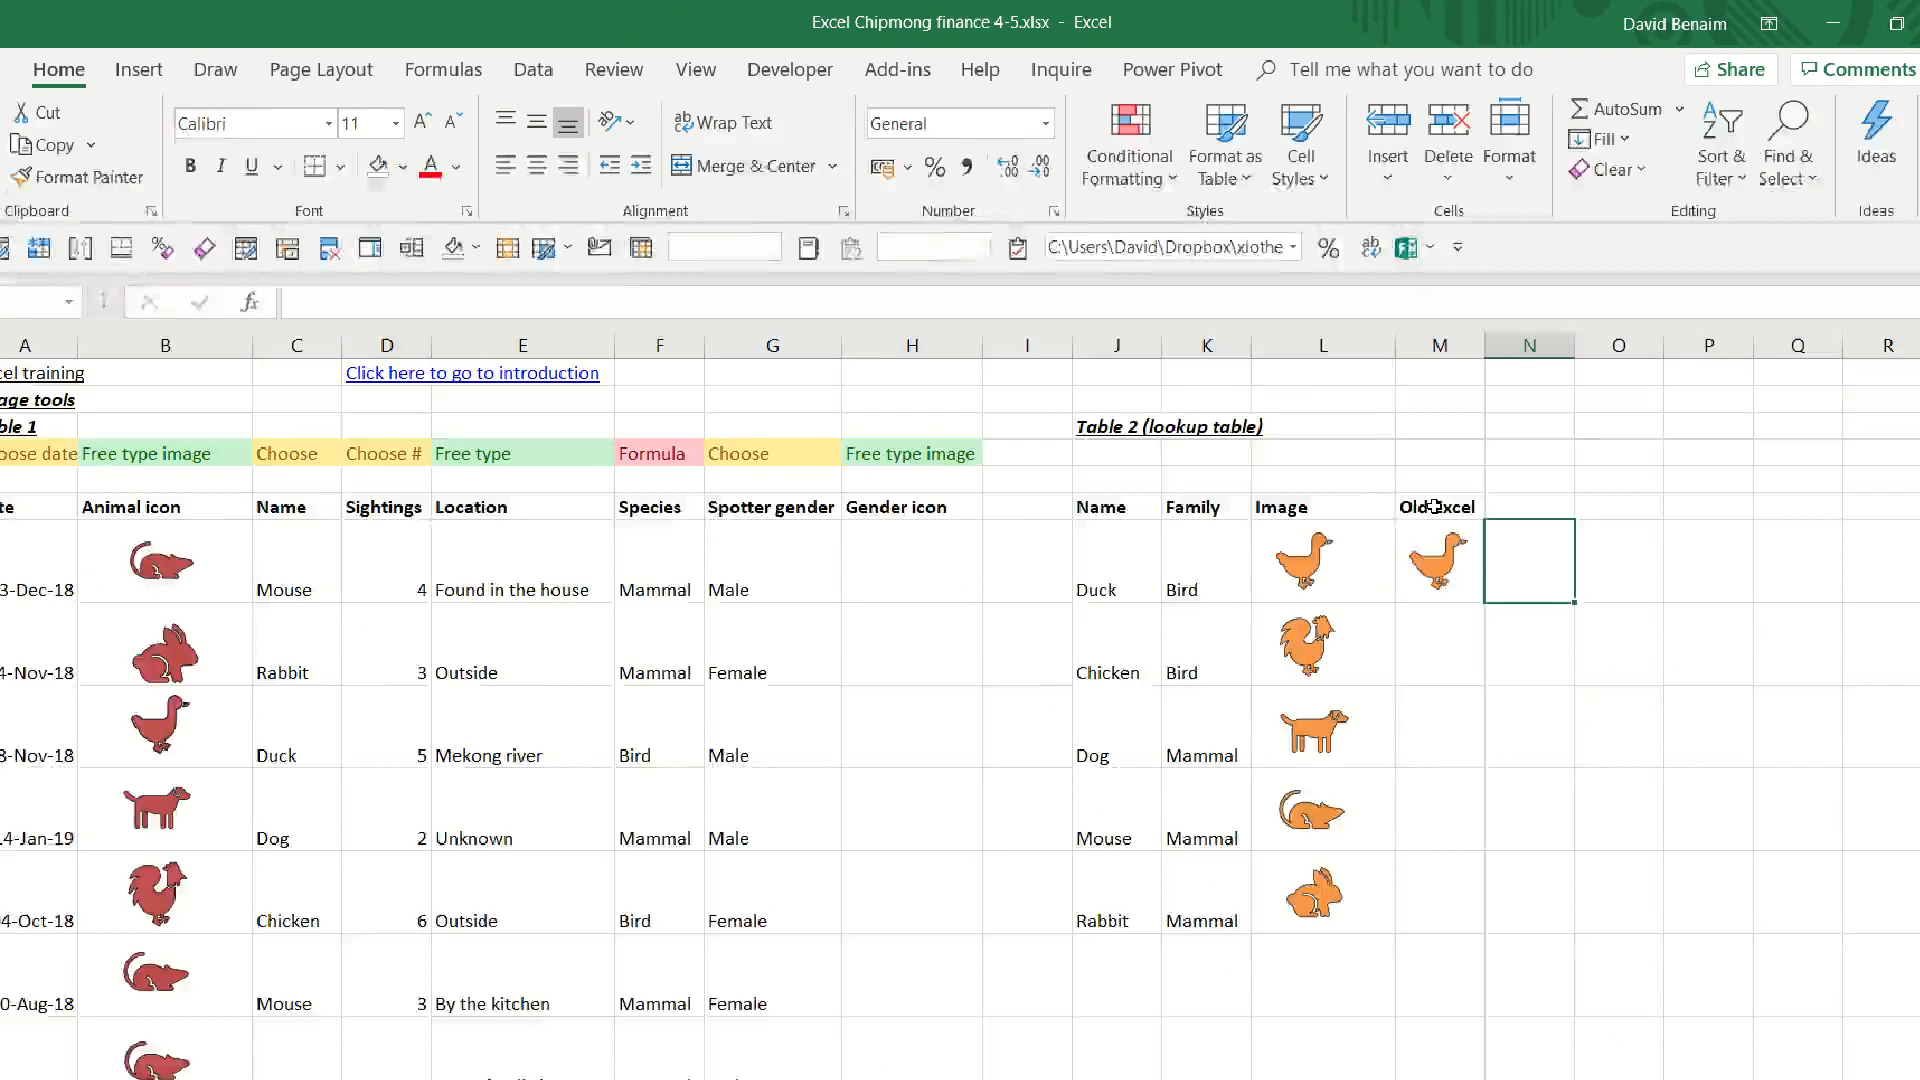 Excel Chipmong finance 4-5.xlsx - Excel
David Benaim
Home Insert Draw Page Layout Formulas Data Review View Developer Add-ins Help Inquire Power Pivot Tell me what you want to do Share Comments
Cut
Copy
Format Painter
Clipboard
Calibri 11
B I U A
Font
Wrap Text
Merge & Center
Alignment
General
%
Number
Conditional Formatting
Format as Table
Cell Styles
Styles
Insert Delete Format
Cells
AutoSum
Fill
Clear
Sort & Filter
Find & Select
Editing
Ideas
Ideas
C:\Users\David\Dropbox\xlothe
fx
A B C D E F G H I J K L M N O P Q R
cel training Click here to go to introduction
age tools
ble 1 Table 2 (lookup table)
oose date Free type image Choose Choose # Free type Formula Choose Free type image
te Animal icon Name Sightings Location Species Spotter gender Gender icon Name Family Image Old Excel
3-Dec-18 Mouse 4 Found in the house Mammal Male Duck Bird
4-Nov-18 Rabbit 3 Outside Mammal Female Chicken Bird
8-Nov-18 Duck 5 Mekong river Bird Male Dog Mammal
14-Jan-19 Dog 2 Unknown Mammal Male Mouse Mammal
04-Oct-18 Chicken 6 Outside Bird Female Rabbit Mammal
0-Aug-18 Mouse 3 By the kitchen Mammal Female